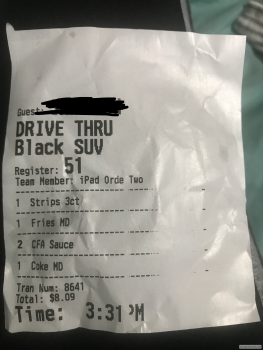 Guest:
DRIVE THRU
Black SUV
Register: 51
Team Member: iPad Orde Two
1 Strips 3ct -
1 Fries MD -
2 CFA Sauce -
1 Coke MD -
Tran Num: 8641
Total: $8.09
Time: 3:31 PM